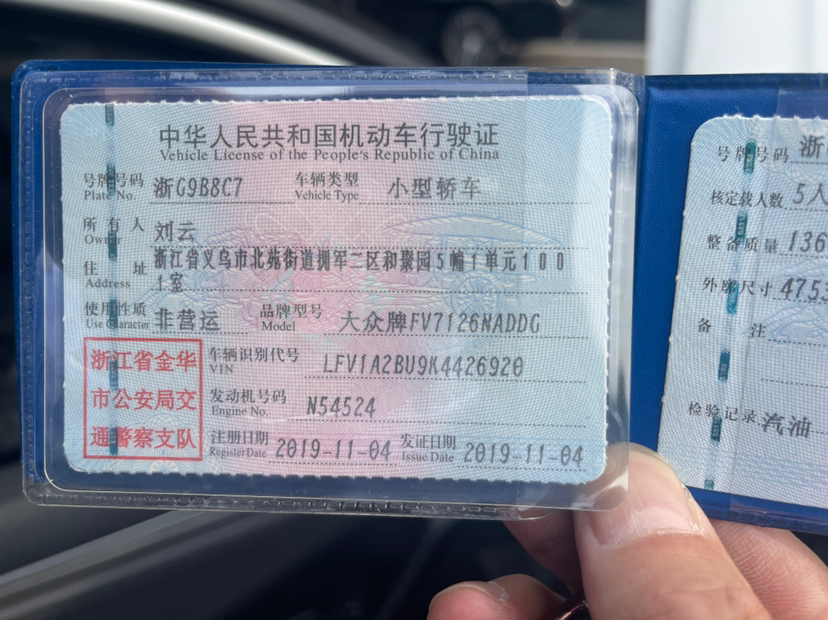 中华人民共和国机动车行驶证
Vehicle License of the People's Republic of China
号牌号码 浙G9B8C7 车辆类型 小型轿车
Plate No. Vehicle Type
所有人 刘云
Owner
住址 浙江省义乌市北苑街道拥军二区和聚园5幢1单元100
Address 1室
使用性质 非营运 品牌型号 大众牌FV7126NADDG
Use Character Model
浙江省金华
市公安局交
通警察支队
车辆识别代号 LFV1A2BU9K4426920
VIN
发动机号码 N54524
Engine No.
注册日期 2019-11-04 发证日期 2019-11-04
Register Date Issue Date
号牌号码 浙
核定载人数 5人
整备质量 136
外廓尺寸 4753
备注
检验记录 汽油